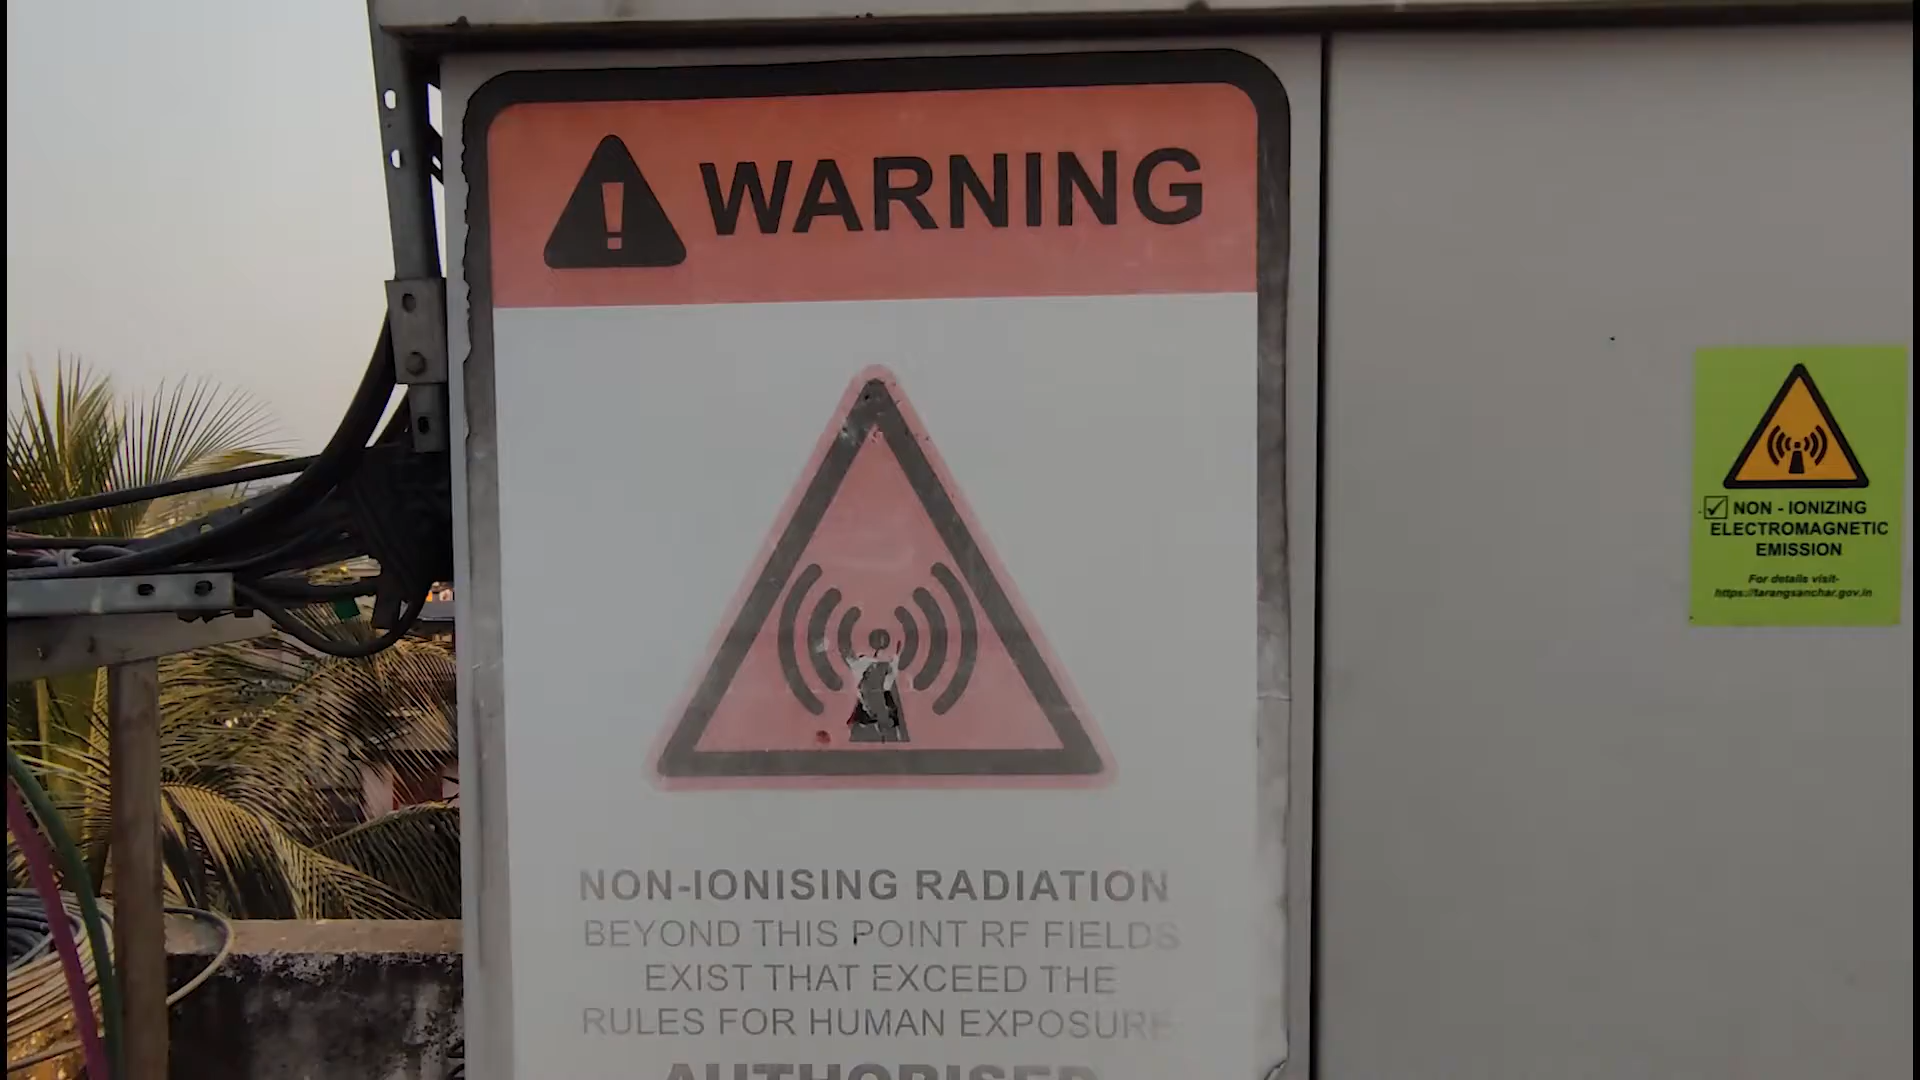 WARNING
NON-IONISING RADIATION
BEYOND THIS POINT RF FIELDS
EXIST THAT EXCEED THE
RULES FOR HUMAN EXPOSURE
AUTHORISED
NON - IONIZING
ELECTROMAGNETIC
EMISSION
For details visit-
https://tarangsanchar.gov.in